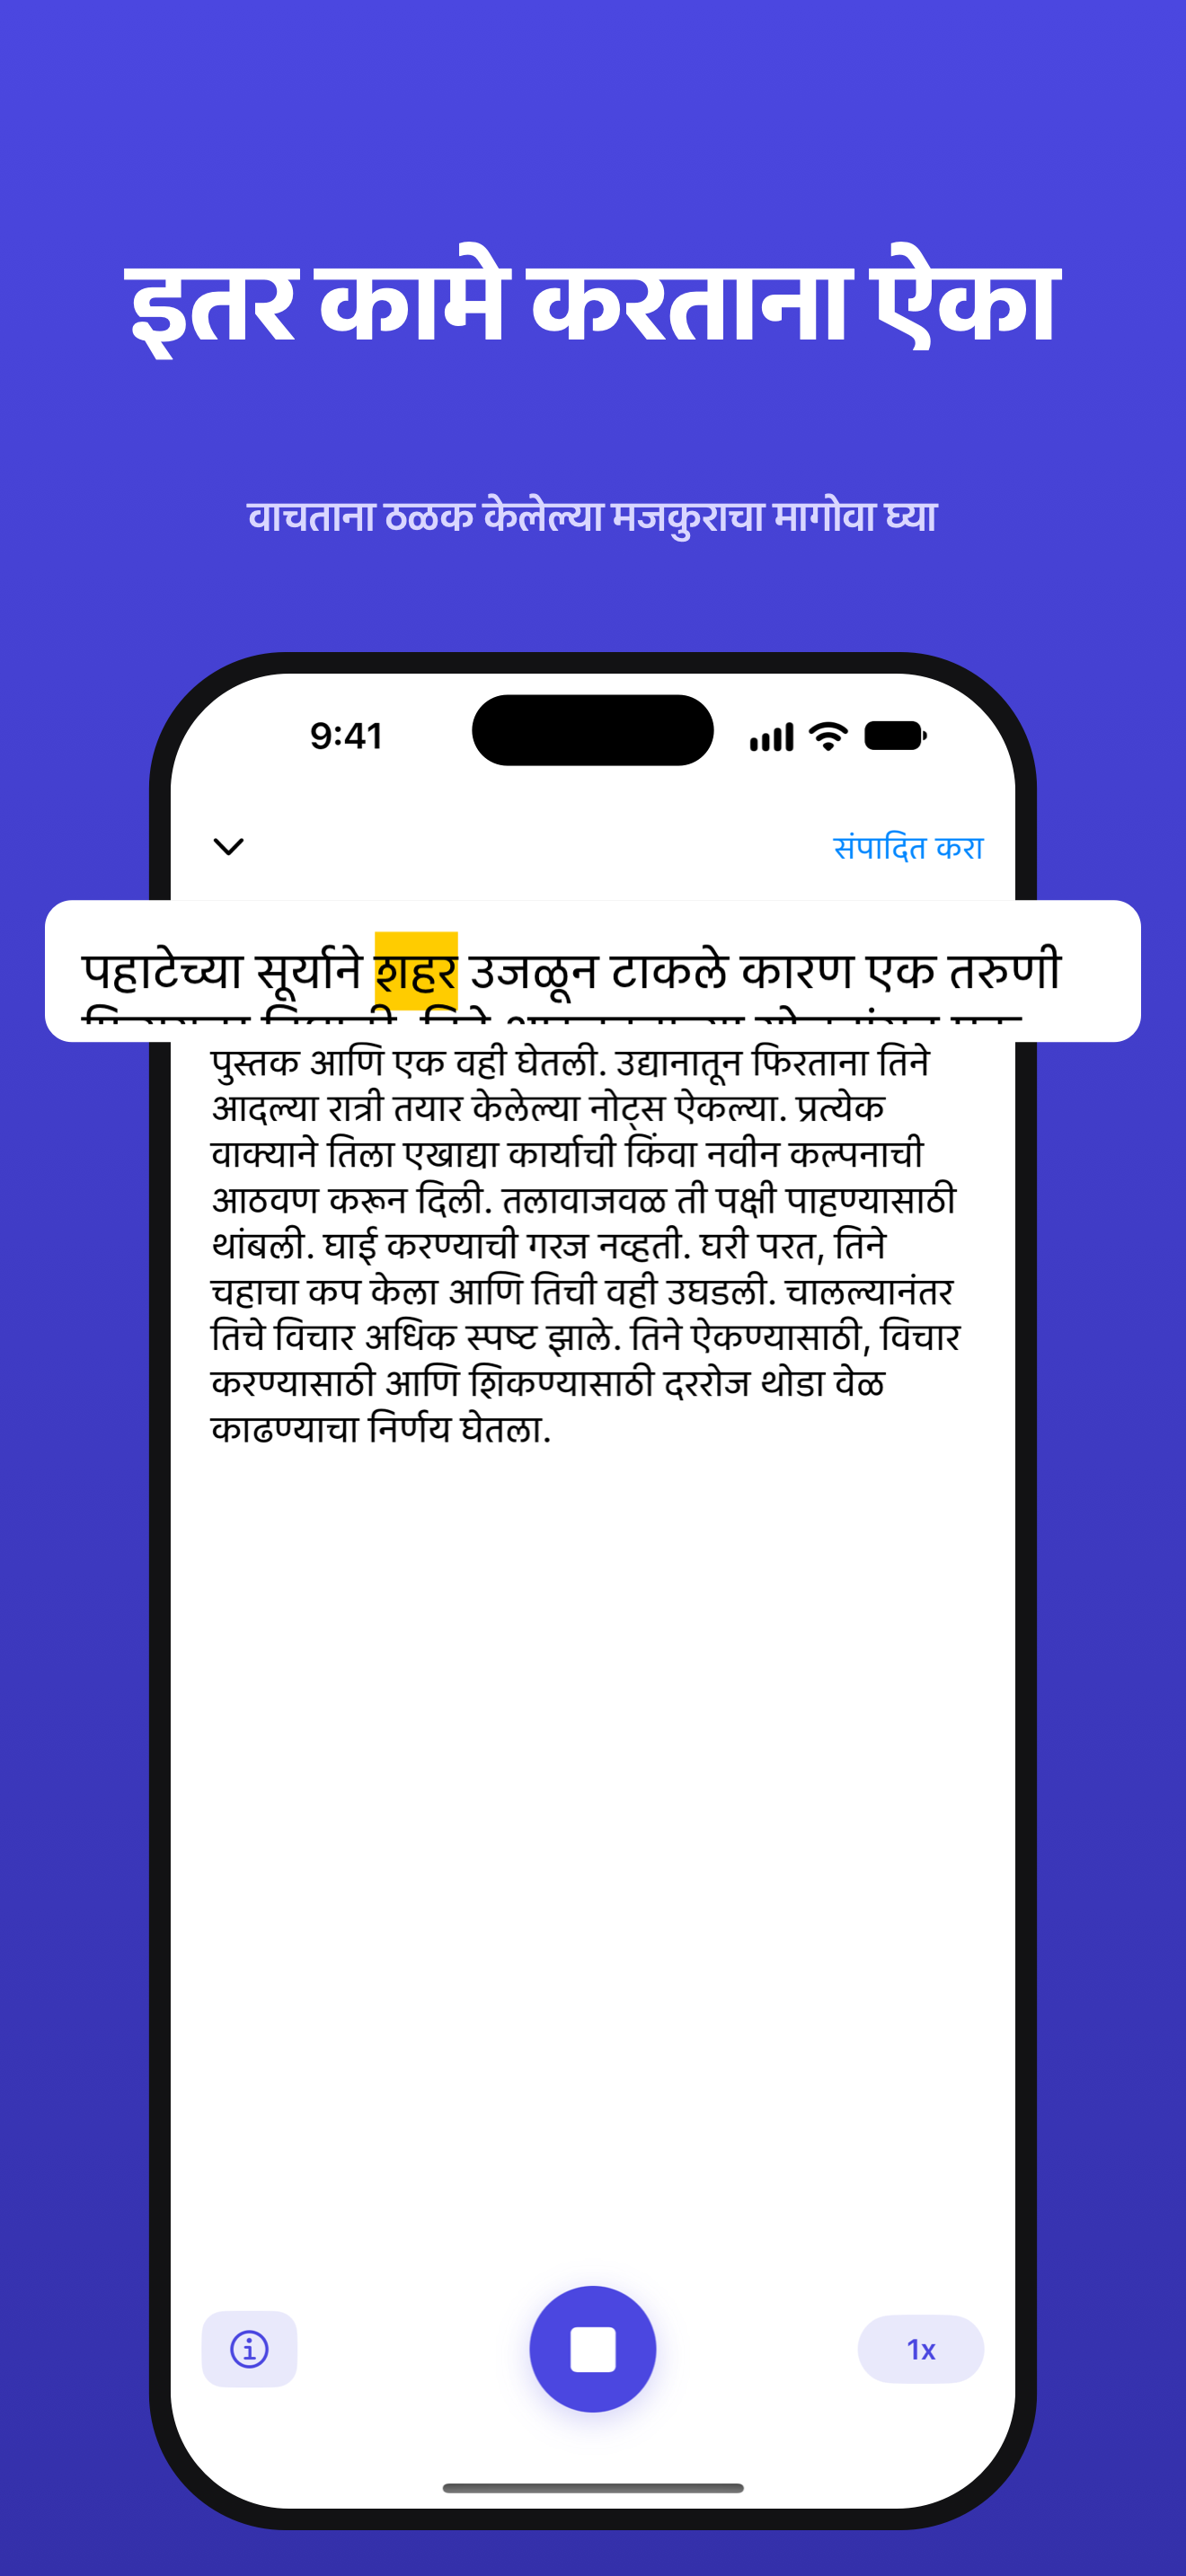 इतर कामे करताना ऐका
वाचताना ठळक केलेल्या मजकुराचा मागोवा घ्या
9:41
संपादित करा
पहाटेच्या सूर्याने शहर उजळून टाकले कारण एक तरुणी
पुस्तक आणि एक वही घेतली. उद्यानातून फिरताना तिने
आदल्या रात्री तयार केलेल्या नोट्स ऐकल्या. प्रत्येक
वाक्याने तिला एखाद्या कार्याची किंवा नवीन कल्पनाची
आठवण करून दिली. तलावाजवळ ती पक्षी पाहण्यासाठी
थांबली. घाई करण्याची गरज नव्हती. घरी परत, तिने
चहाचा कप केला आणि तिची वही उघडली. चालल्यानंतर
तिचे विचार अधिक स्पष्ट झाले. तिने ऐकण्यासाठी, विचार
करण्यासाठी आणि शिकण्यासाठी दररोज थोडा वेळ
काढण्याचा निर्णय घेतला.
1x